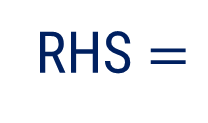 RHS =